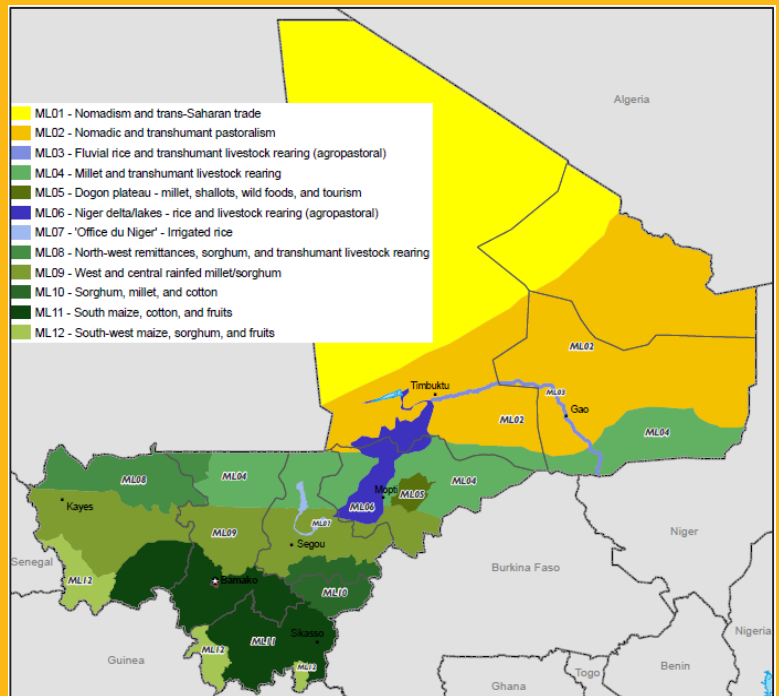 Algeria
ML01 - Nomadism and trans-Saharan trade
ML02 - Nomadic and transhumant pastoralism
ML03 - Fluvial rice and transhumant livestock rearing (agropastoral)
ML04 - Millet and transhumant livestock rearing
ML05 - Dogon plateau - millet, shallots, wild foods, and tourism
ML06 - Niger delta/lakes - rice and livestock rearing (agropastoral)
ML07 - 'Office du Niger' - Irrigated rice
ML08 - North-west remittances, sorghum, and transhumant livestock rearing
ML09 - West and central rainfed millet/sorghum
ML10 - Sorghum, millet, and cotton
ML11 - South maize, cotton, and fruits
ML12 - South-west maize, sorghum, and fruits
ML02
Timbuktu
ML03
Gao
ML02
ML04
ML08
ML04
Mopti
ML05
ML04
Kayes
ML06
ML07
ML09
Segou
Niger
Senegal
ML12
Bamako
ML10
Burkina Faso
Sikasso
ML11
ML12
ML12
Guinea
Nigeria
Benin
Togo
Ghana